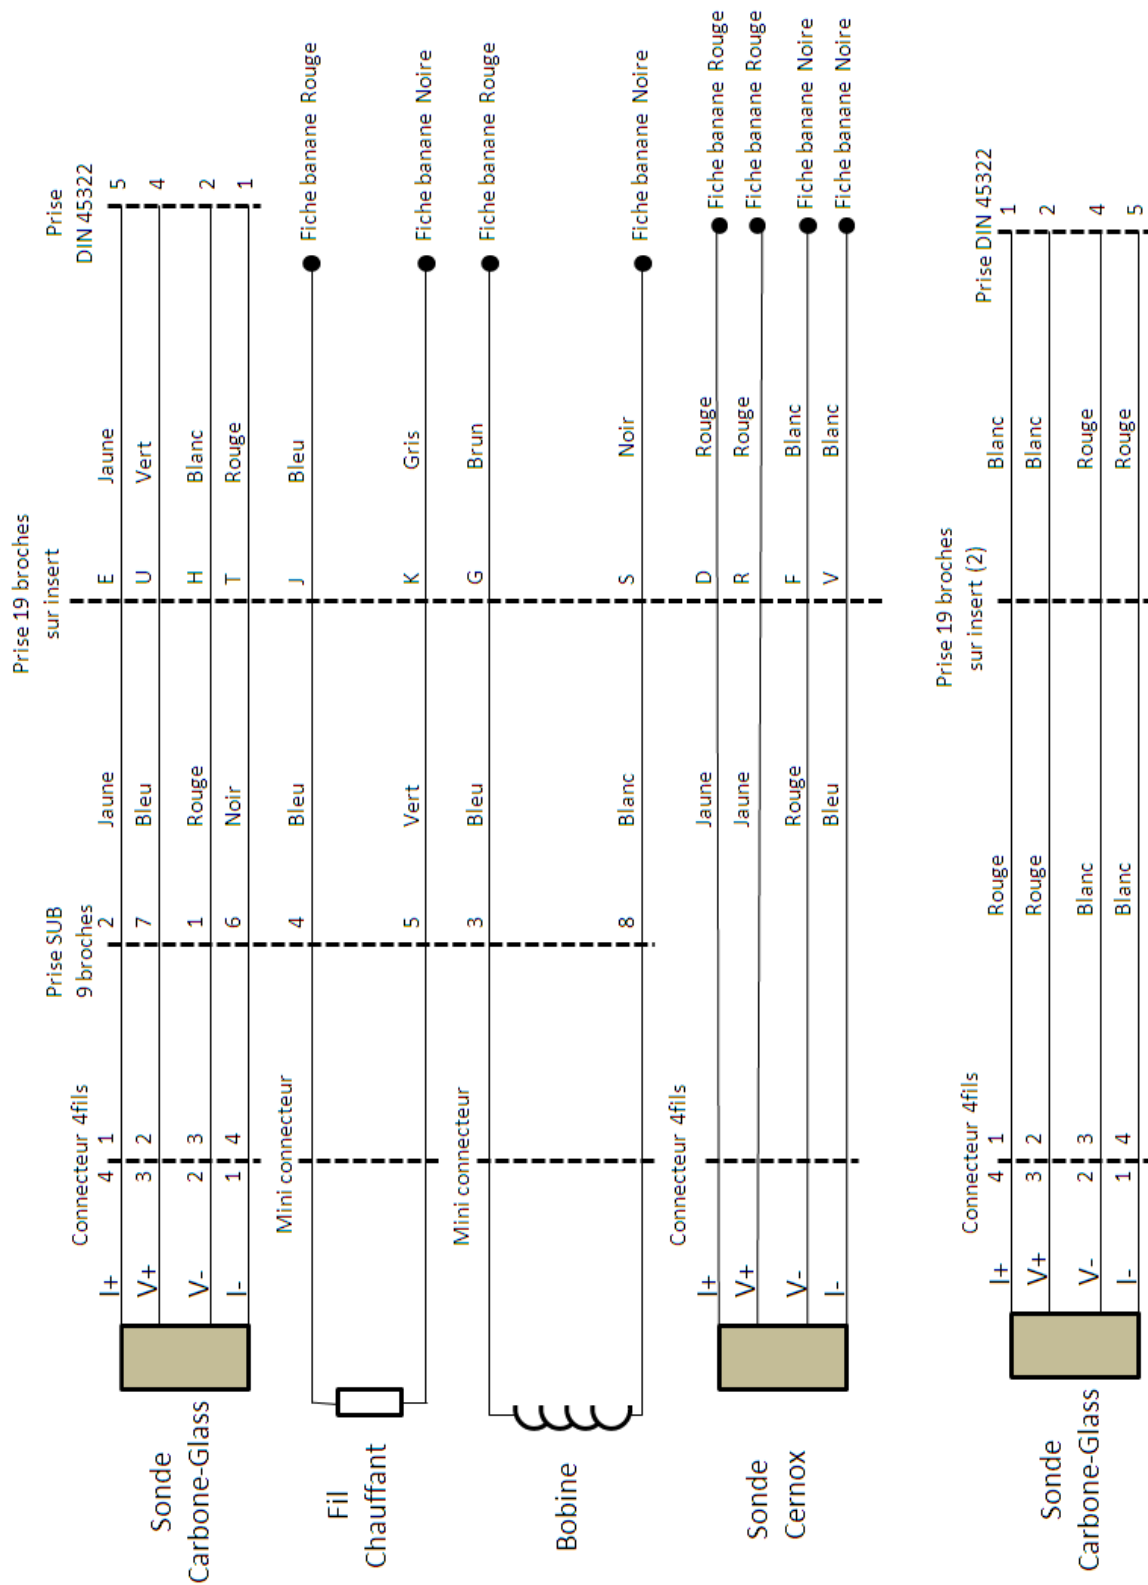 Sonde
Carbone-Glass
I+
V+
V-
I-
Connecteur 4fils
4 1
3 2
2 3
1 4
Prise SUB
9 broches
2
7
1
6
Jaune
Bleu
Rouge
Noir
Prise 19 broches
sur insert
E
U
H
T
Jaune
Vert
Blanc
Rouge
Prise
DIN 45322
5
4
2
1
Fil
Chauffant
Mini connecteur
4
5
Bleu
Vert
J
K
Bleu
Gris
Fiche banane Rouge
Fiche banane Noire
Bobine
Mini connecteur
3
8
Bleu
Blanc
G
S
Brun
Noir
Fiche banane Rouge
Fiche banane Noire
Sonde
Cernox
I+
V+
V-
I-
Connecteur 4fils
Jaune
Jaune
Rouge
Bleu
D
R
F
V
Rouge
Rouge
Blanc
Blanc
Fiche banane Rouge
Fiche banane Rouge
Fiche banane Noire
Fiche banane Noire
Sonde
Carbone-Glass
I+
V+
V-
I-
Connecteur 4fils
4 1
3 2
2 3
1 4
Rouge
Rouge
Blanc
Blanc
Prise 19 broches
sur insert (2)
Blanc
Blanc
Rouge
Rouge
Prise DIN 45322
1
2
4
5